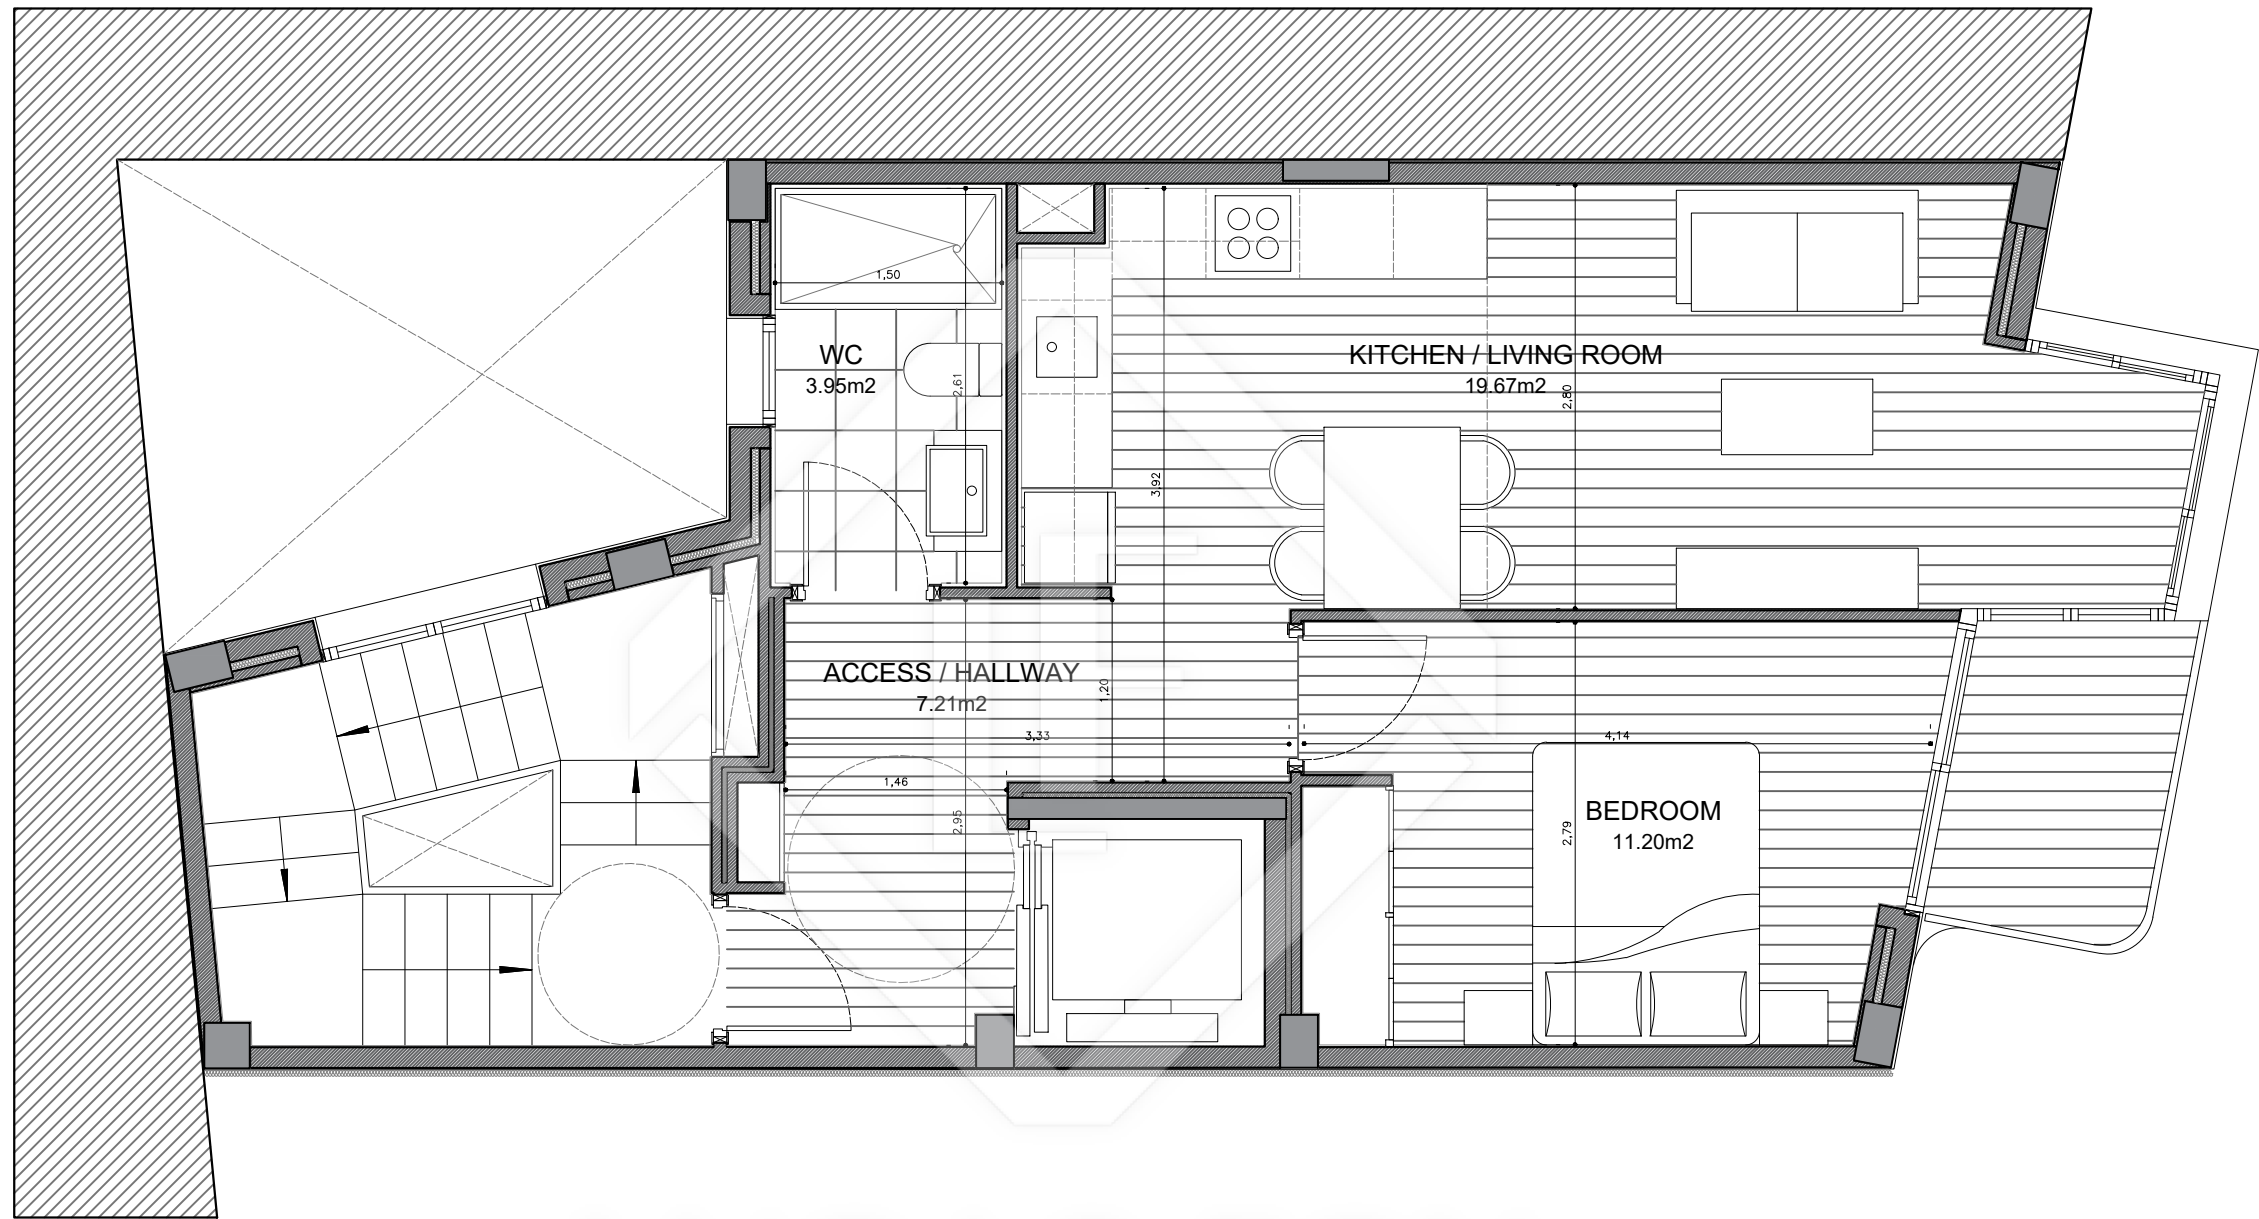 1,50
WC
3.95m2
2,61
KITCHEN / LIVING ROOM
19.67m2
2,80
3,92
ACCESS / HALLWAY
7.21m2
1,20
3,33
4,14
1,46
2,95
BEDROOM
11.20m2
2,79